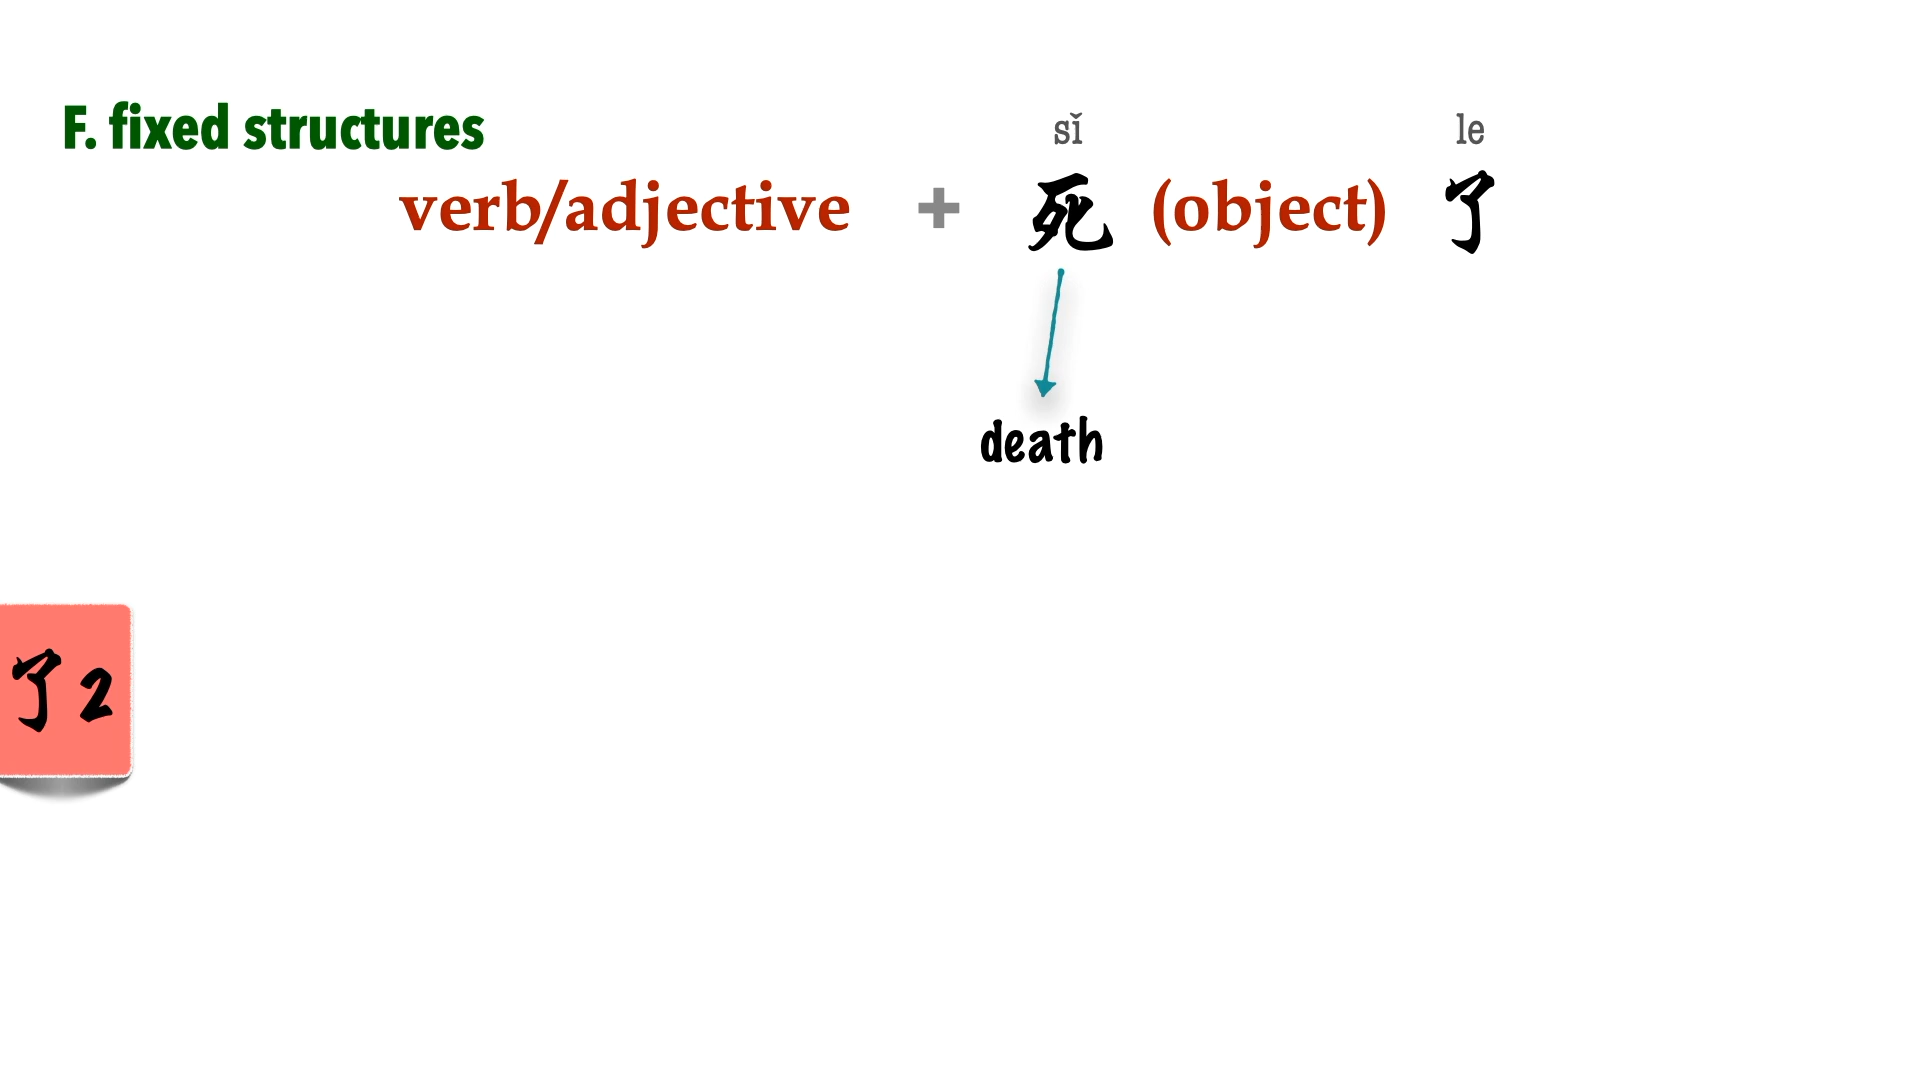 F. fixed structures
sǐ le
verb/adjective + 死 (object) 了
death
了2